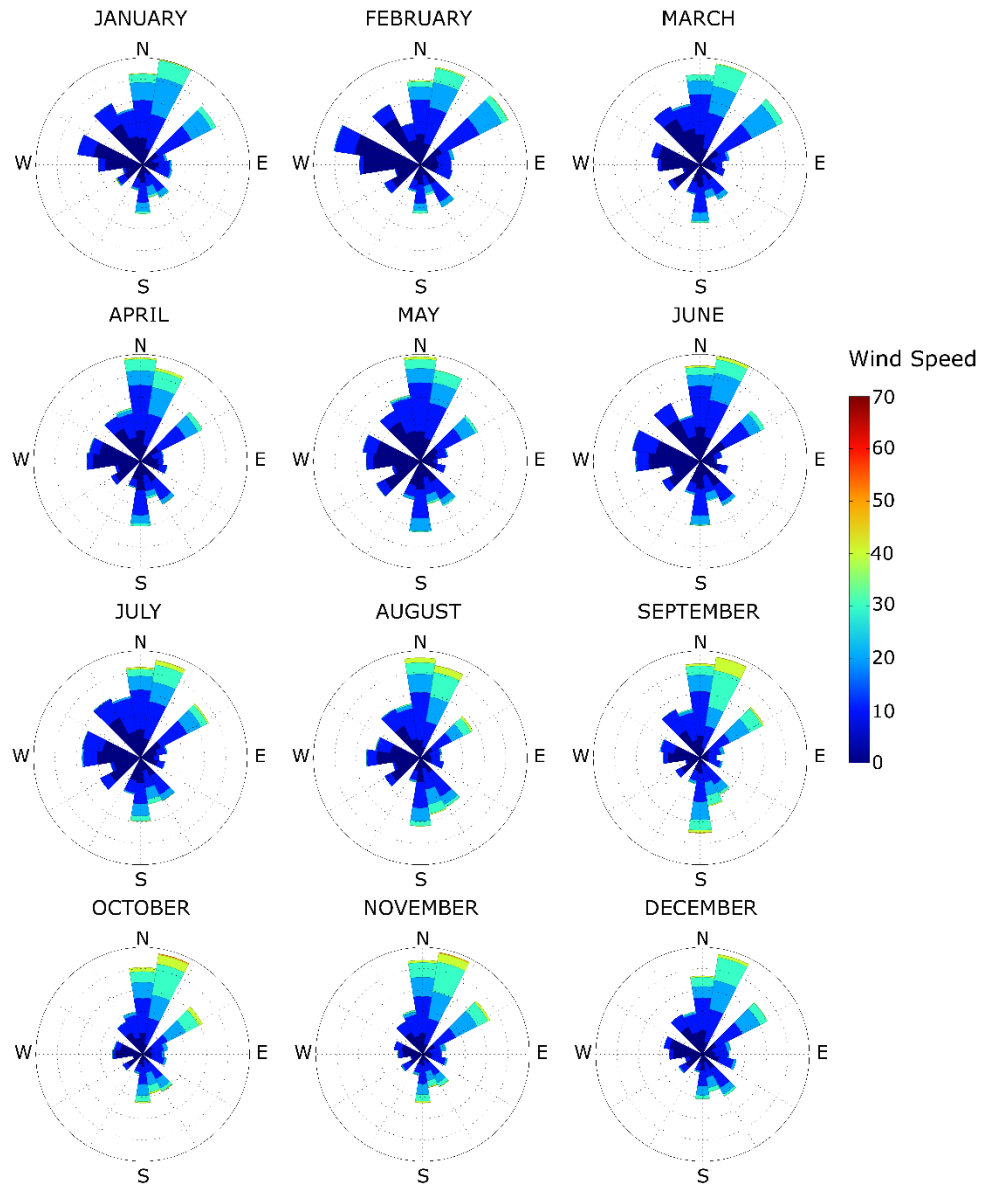 JANUARY
FEBRUARY
MARCH
N
N
N
W
E
W
E
W
E
S
S
S
APRIL
MAY
JUNE
N
N
N
Wind Speed
70
60
50
40
30
20
10
0
W
E
W
E
W
E
S
S
S
JULY
AUGUST
SEPTEMBER
N
N
N
W
E
W
E
W
E
S
S
S
OCTOBER
NOVEMBER
DECEMBER
N
N
N
W
E
W
E
W
E
S
S
S